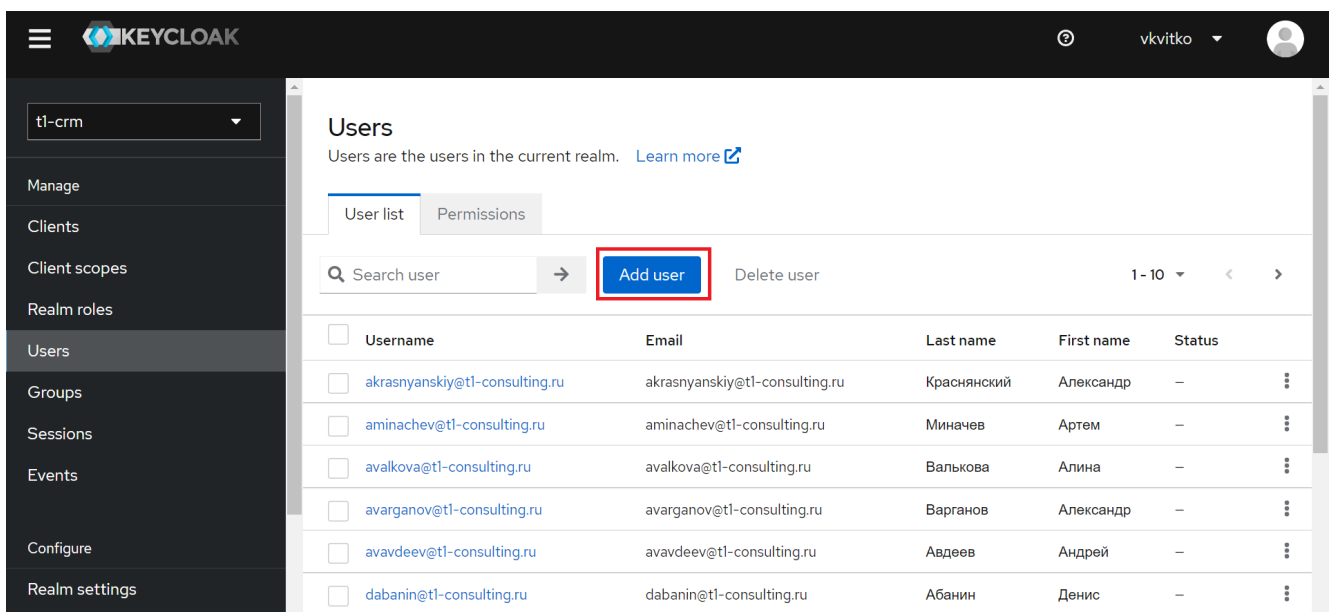 KEYCLOAK
vkvitko
t1-crm
Manage
Clients
Client scopes
Realm roles
Users
Groups
Sessions
Events
Configure
Realm settings
Users
Users are the users in the current realm. Learn more
User list Permissions
Search user Add user Delete user 1 - 10
Username Email Last name First name Status
akrasnyanskiy@t1-consulting.ru akrasnyanskiy@t1-consulting.ru Краснянский Александр –
aminachev@t1-consulting.ru aminachev@t1-consulting.ru Миначев Артем –
avalkova@t1-consulting.ru avalkova@t1-consulting.ru Валькова Алина –
avarganov@t1-consulting.ru avarganov@t1-consulting.ru Варганов Александр –
avavdeev@t1-consulting.ru avavdeev@t1-consulting.ru Авдеев Андрей –
dabanin@t1-consulting.ru dabanin@t1-consulting.ru Абанин Денис –